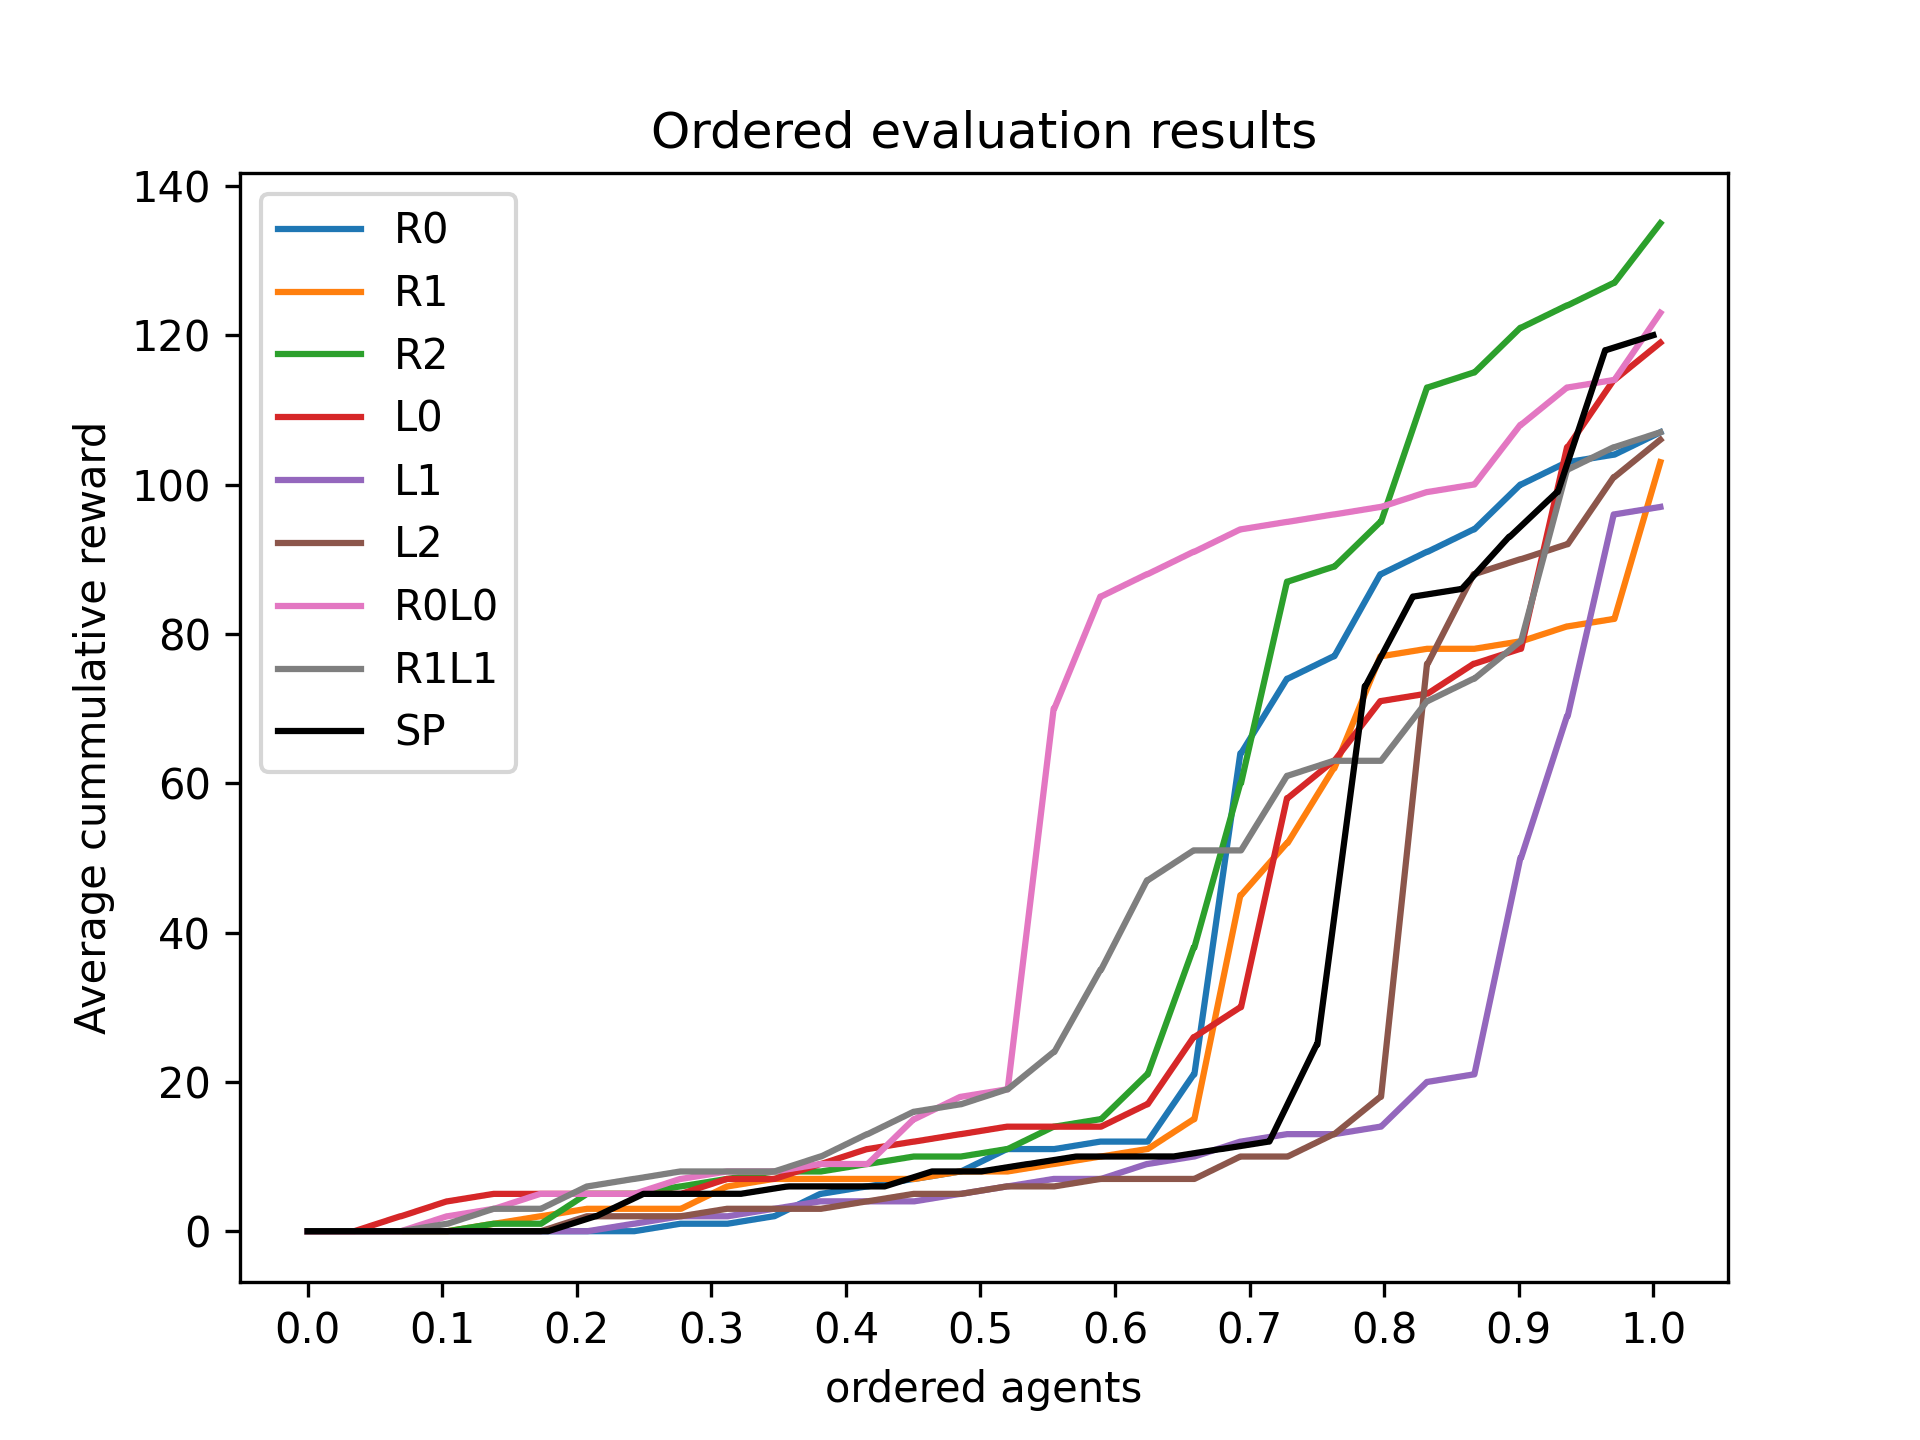 Ordered evaluation results
Average cummulative reward
140
120
100
80
60
40
20
0
R0
R1
R2
L0
L1
L2
R0L0
R1L1
SP
0.0 0.1 0.2 0.3 0.4 0.5 0.6 0.7 0.8 0.9 1.0
ordered agents